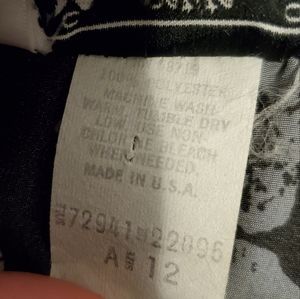 100% POLYESTER
MACHINE WASH
WARM, TUMBLE DRY
LOW, USE NON-
CHLORINE BLEACH
WHEN NEEDED.
MADE IN U.S.A.
72941 22896
A 12